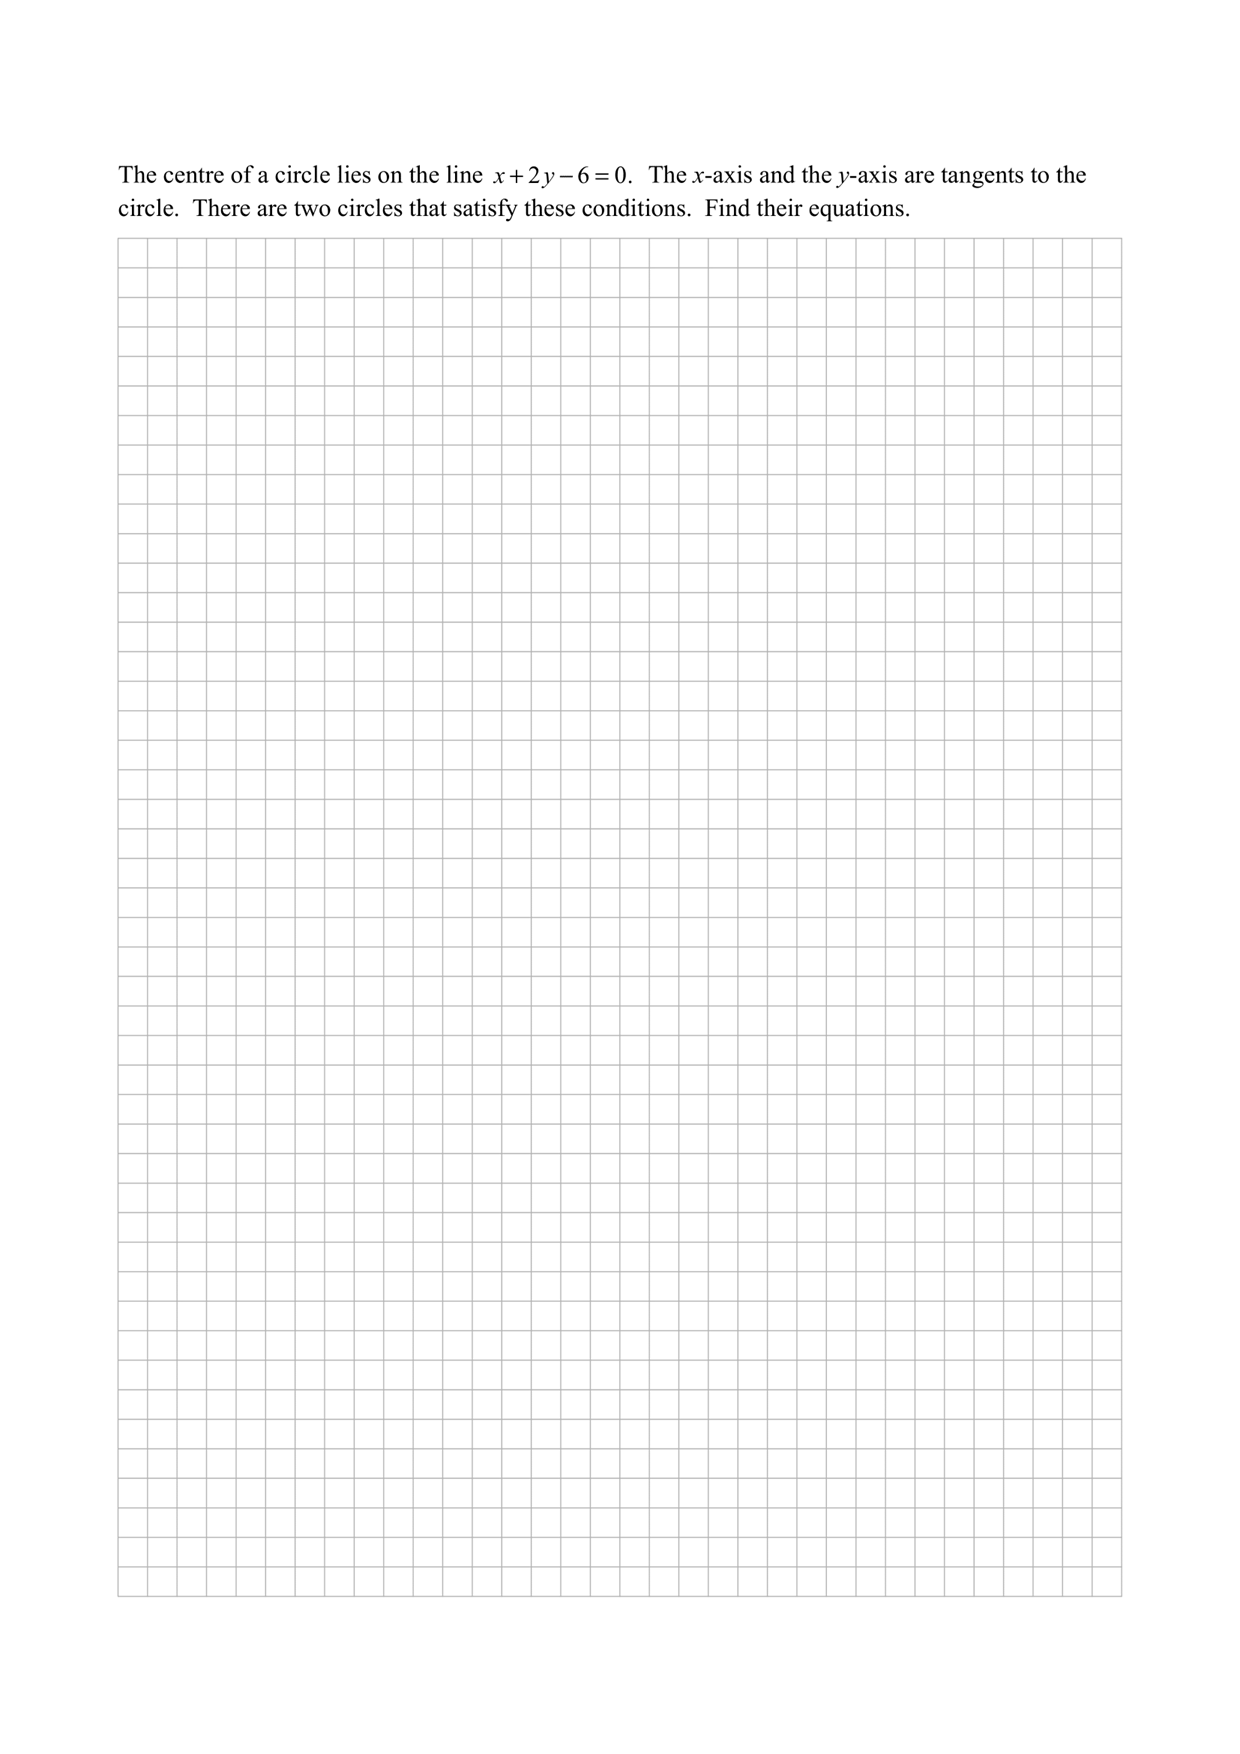 The centre of a circle lies on the line x + 2y − 6 = 0. The x-axis and the y-axis are tangents to the
circle. There are two circles that satisfy these conditions. Find their equations.